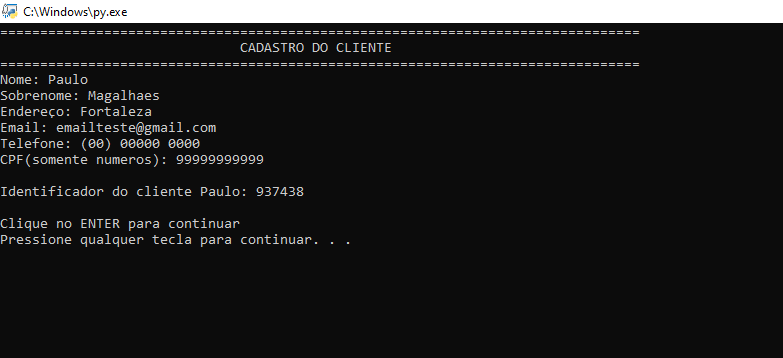 C:\Windows\py.exe
================================================================================
CADASTRO DO CLIENTE
================================================================================
Nome: Paulo
Sobrenome: Magalhaes
Endereço: Fortaleza
Email: emailteste@gmail.com
Telefone: (00) 00000 0000
CPF(somente numeros): 99999999999
Identificador do cliente Paulo: 937438
Clique no ENTER para continuar
Pressione qualquer tecla para continuar. . .